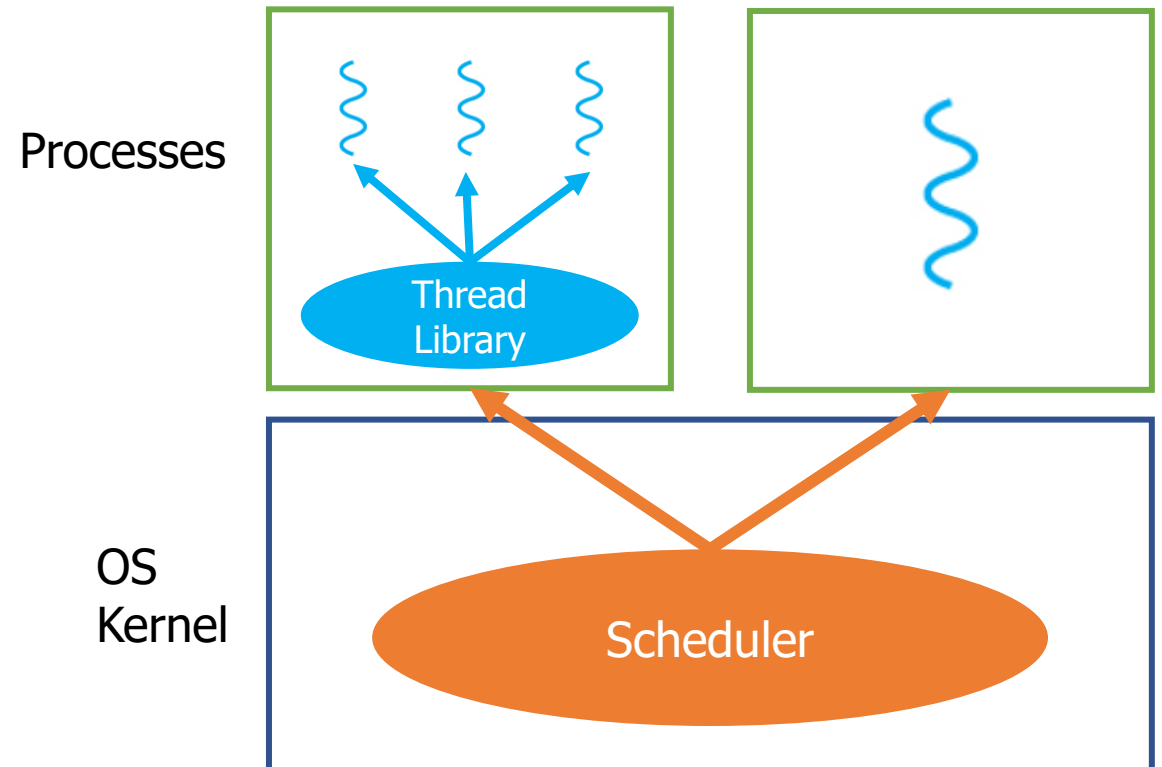 Processes
Thread
Library
OS
Kernel
Scheduler